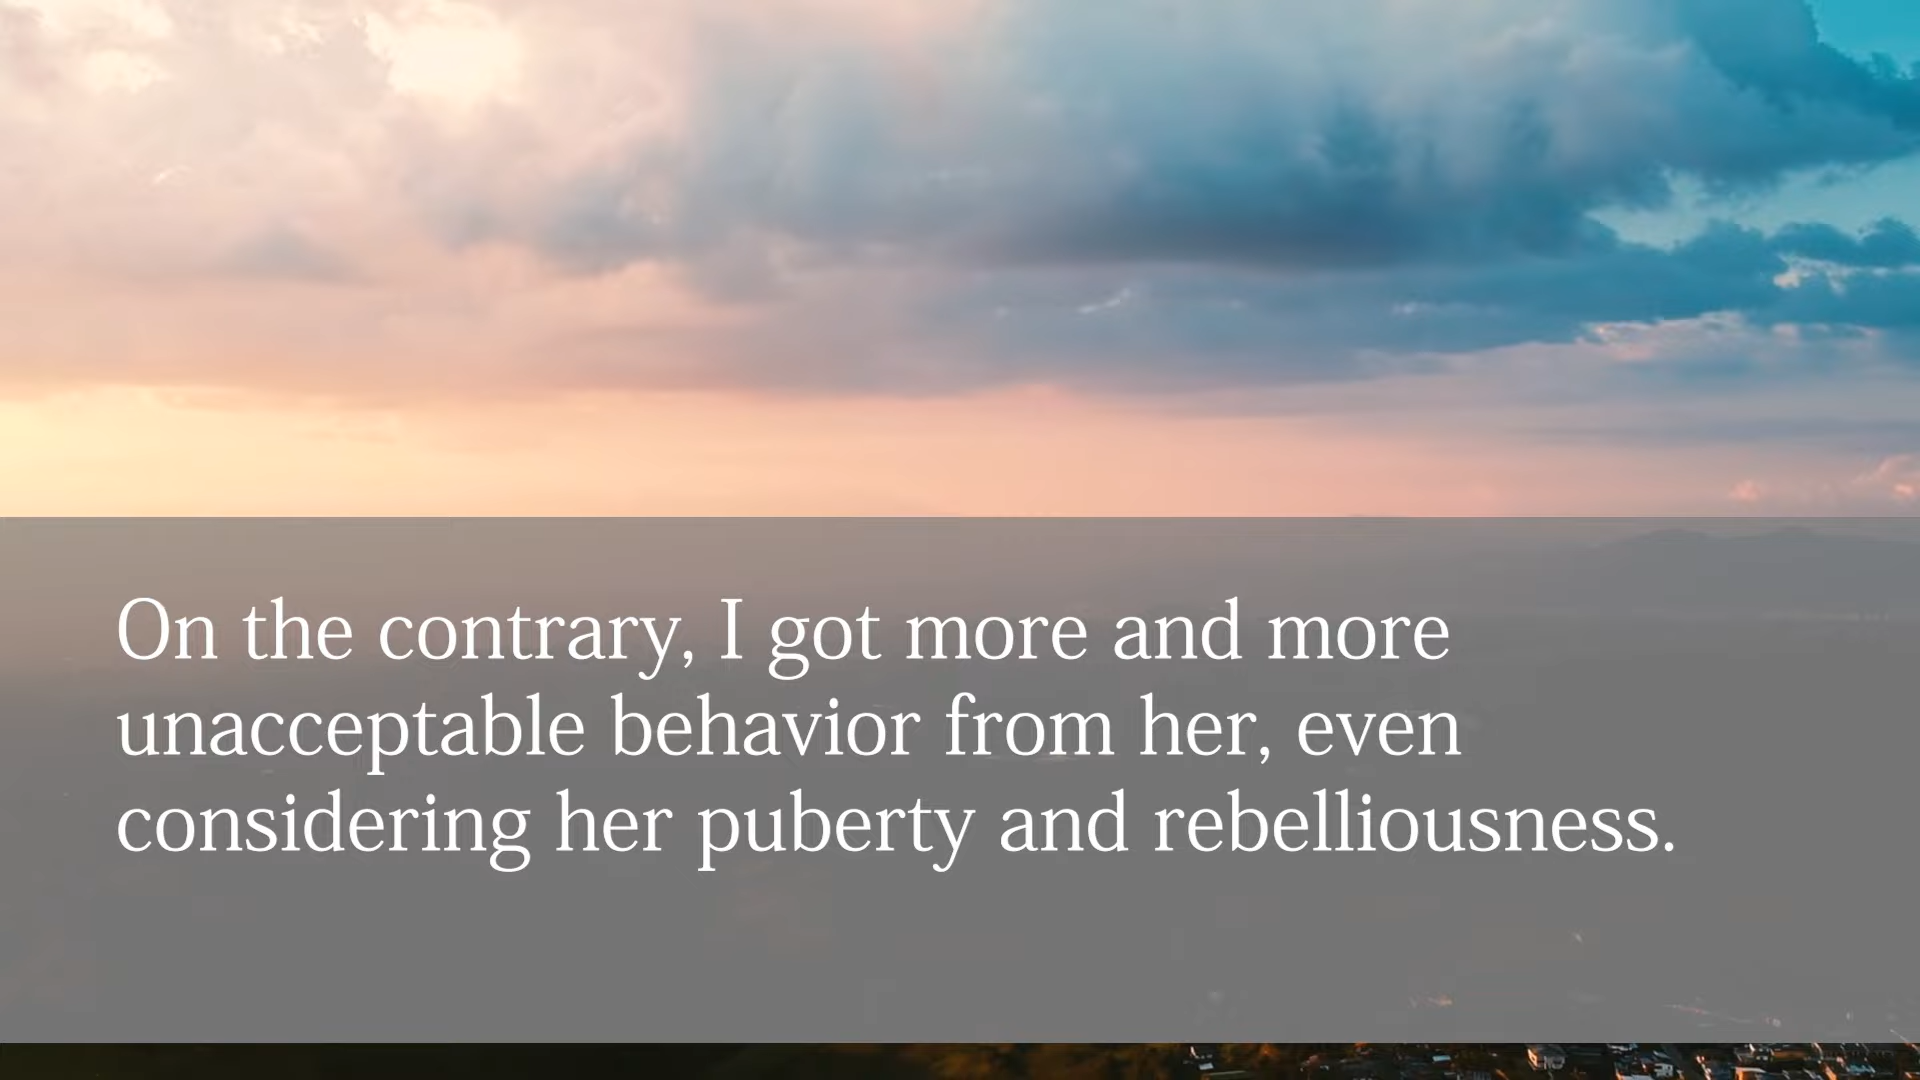 On the contrary, I got more and more
unacceptable behavior from her, even
considering her puberty and rebelliousness.